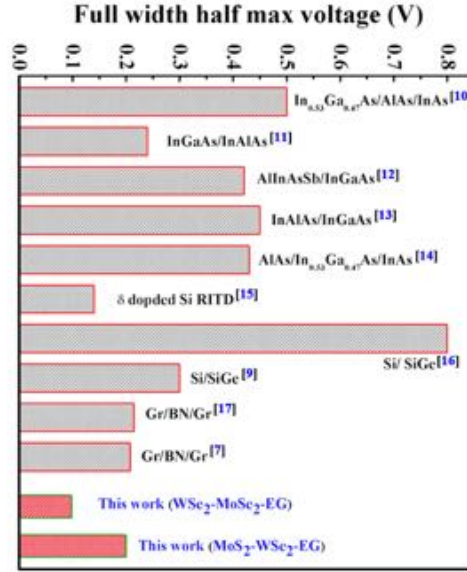 Full width half max voltage (V)
0.0 0.1 0.2 0.3 0.4 0.5 0.6 0.7 0.8
In0.53Ga0.47As/AlAs/InAs[10
InGaAs/InAlAs[11]
AlInAsSb/InGaAs[12]
InAlAs/InGaAs[13]
AlAs/In0.53Ga0.47As/InAs[14]
δ dopded Si RITD[15]
Si/ SiGe[16]
Si/SiGe[9]
Gr/BN/Gr[17]
Gr/BN/Gr[7]
This work (WSe2-MoSe2-EG)
This work (MoS2-WSe2-EG)